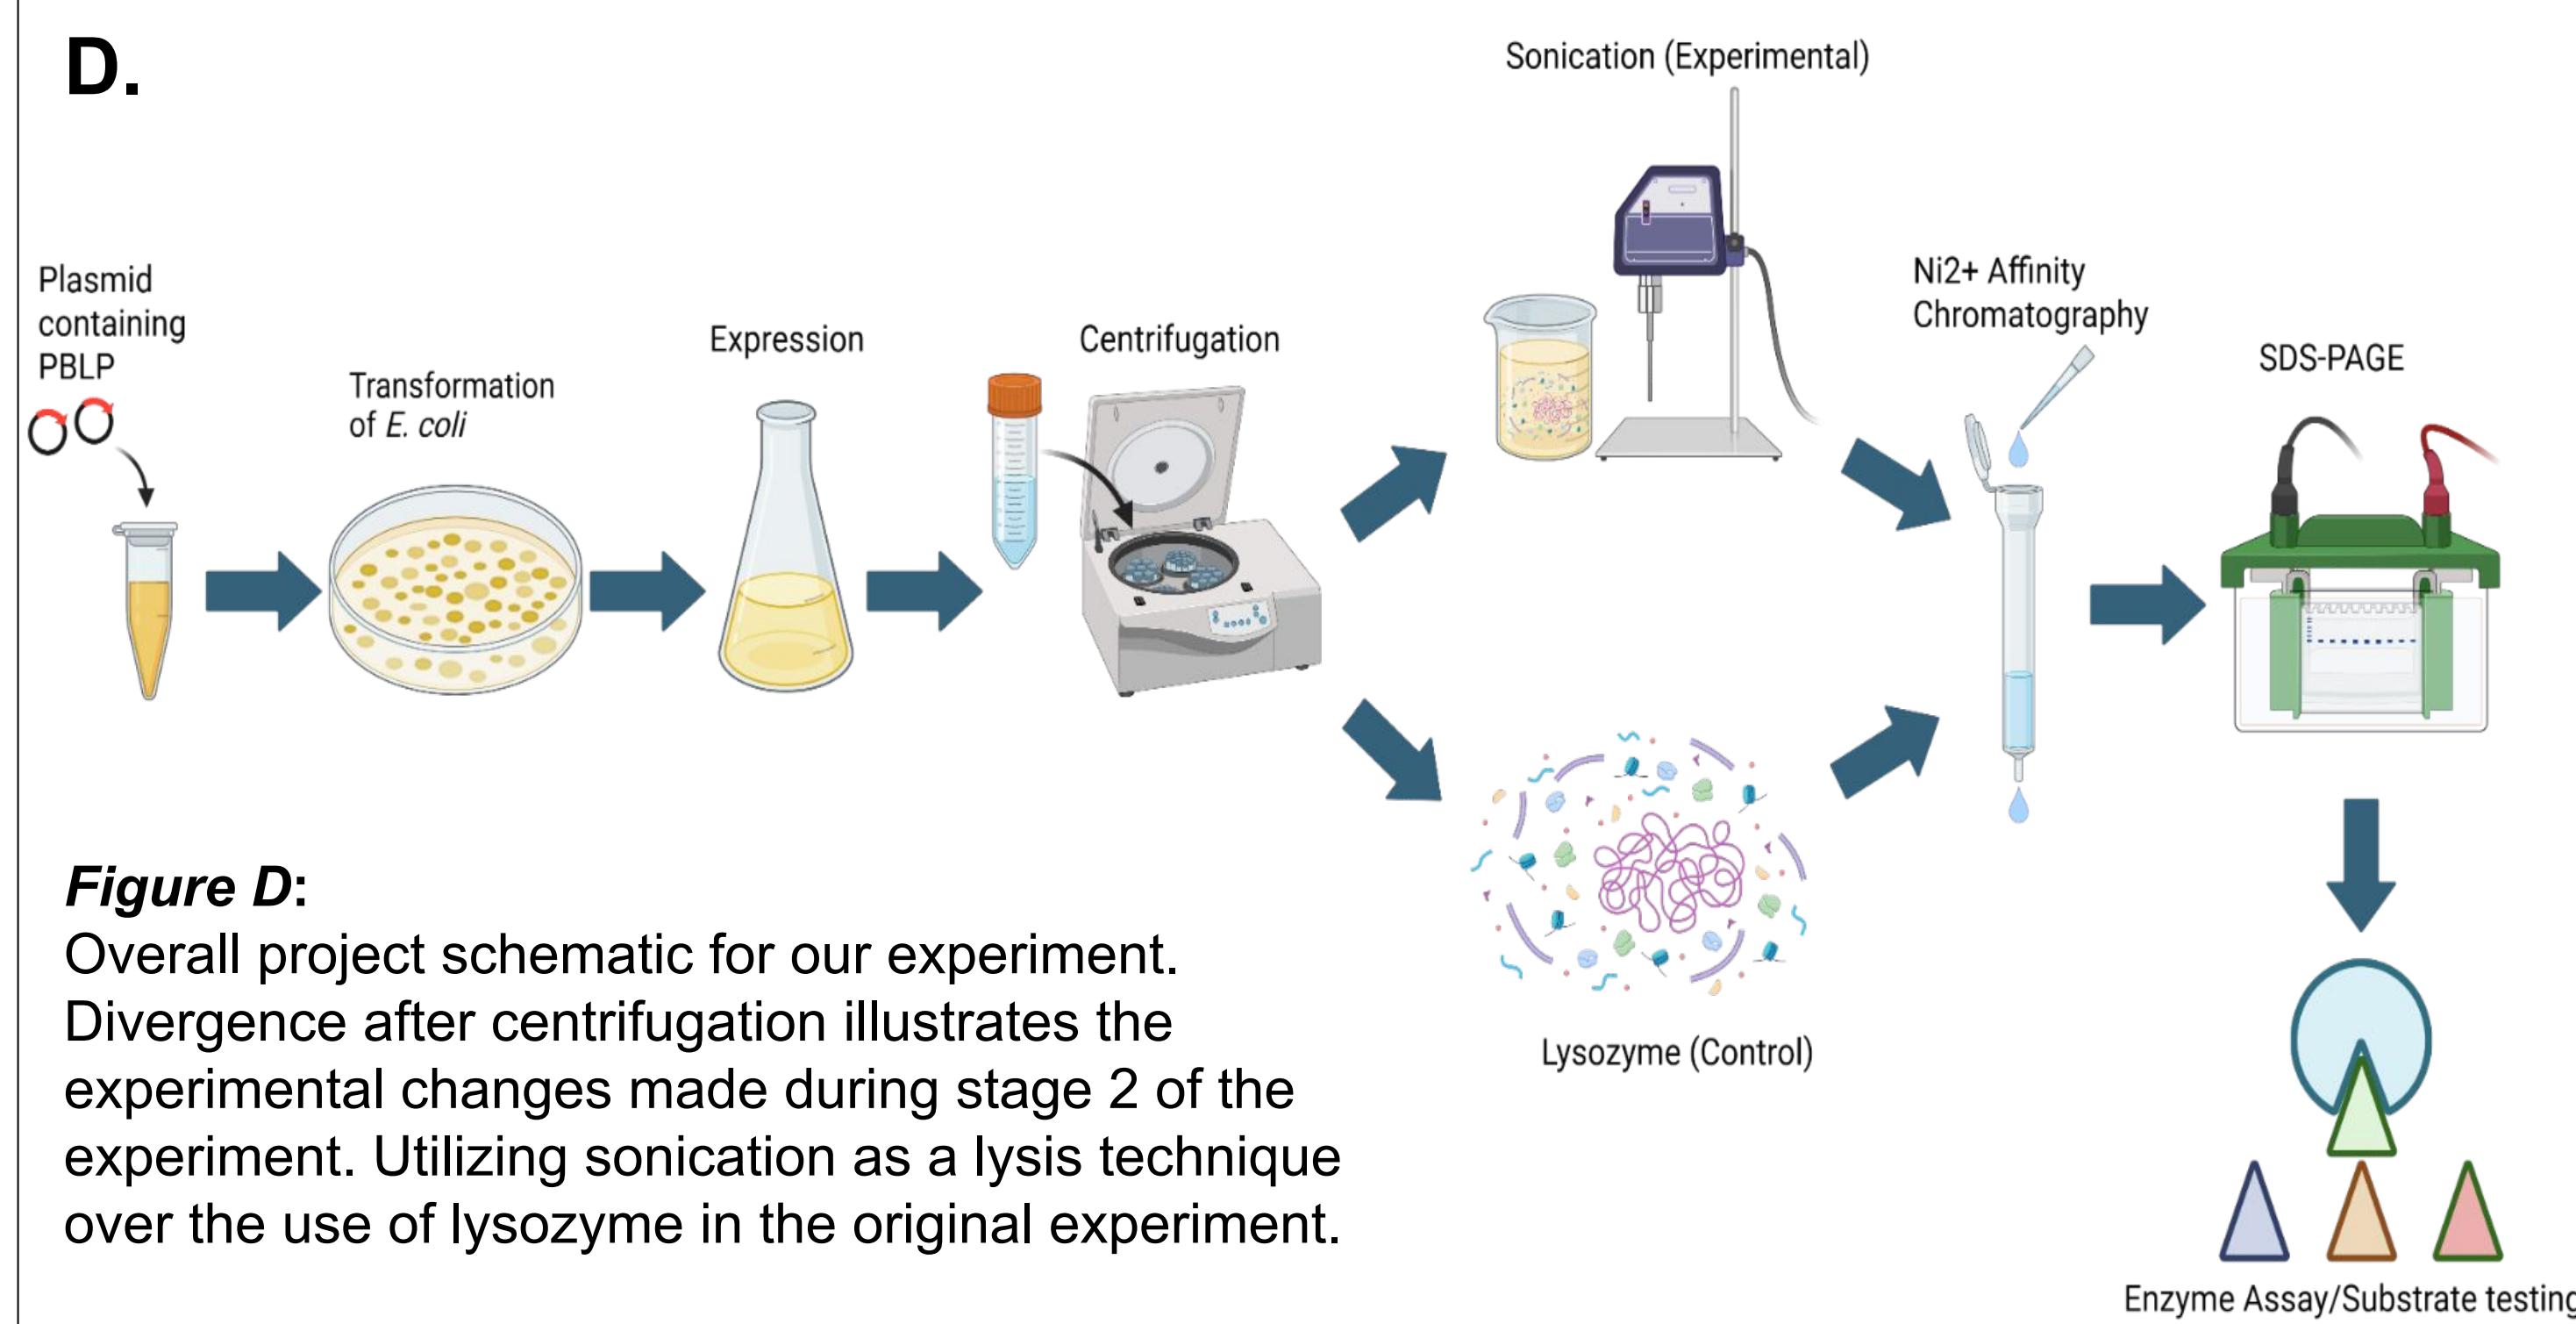 D.
Sonication (Experimental)
Plasmid
containing
PBLP
Transformation
of E. coli
Expression
Centrifugation
Ni2+ Affinity
Chromatography
SDS-PAGE
Lysozyme (Control)
Enzyme Assay/Substrate testing
Figure D:
Overall project schematic for our experiment.
Divergence after centrifugation illustrates the
experimental changes made during stage 2 of the
experiment. Utilizing sonication as a lysis technique
over the use of lysozyme in the original experiment.